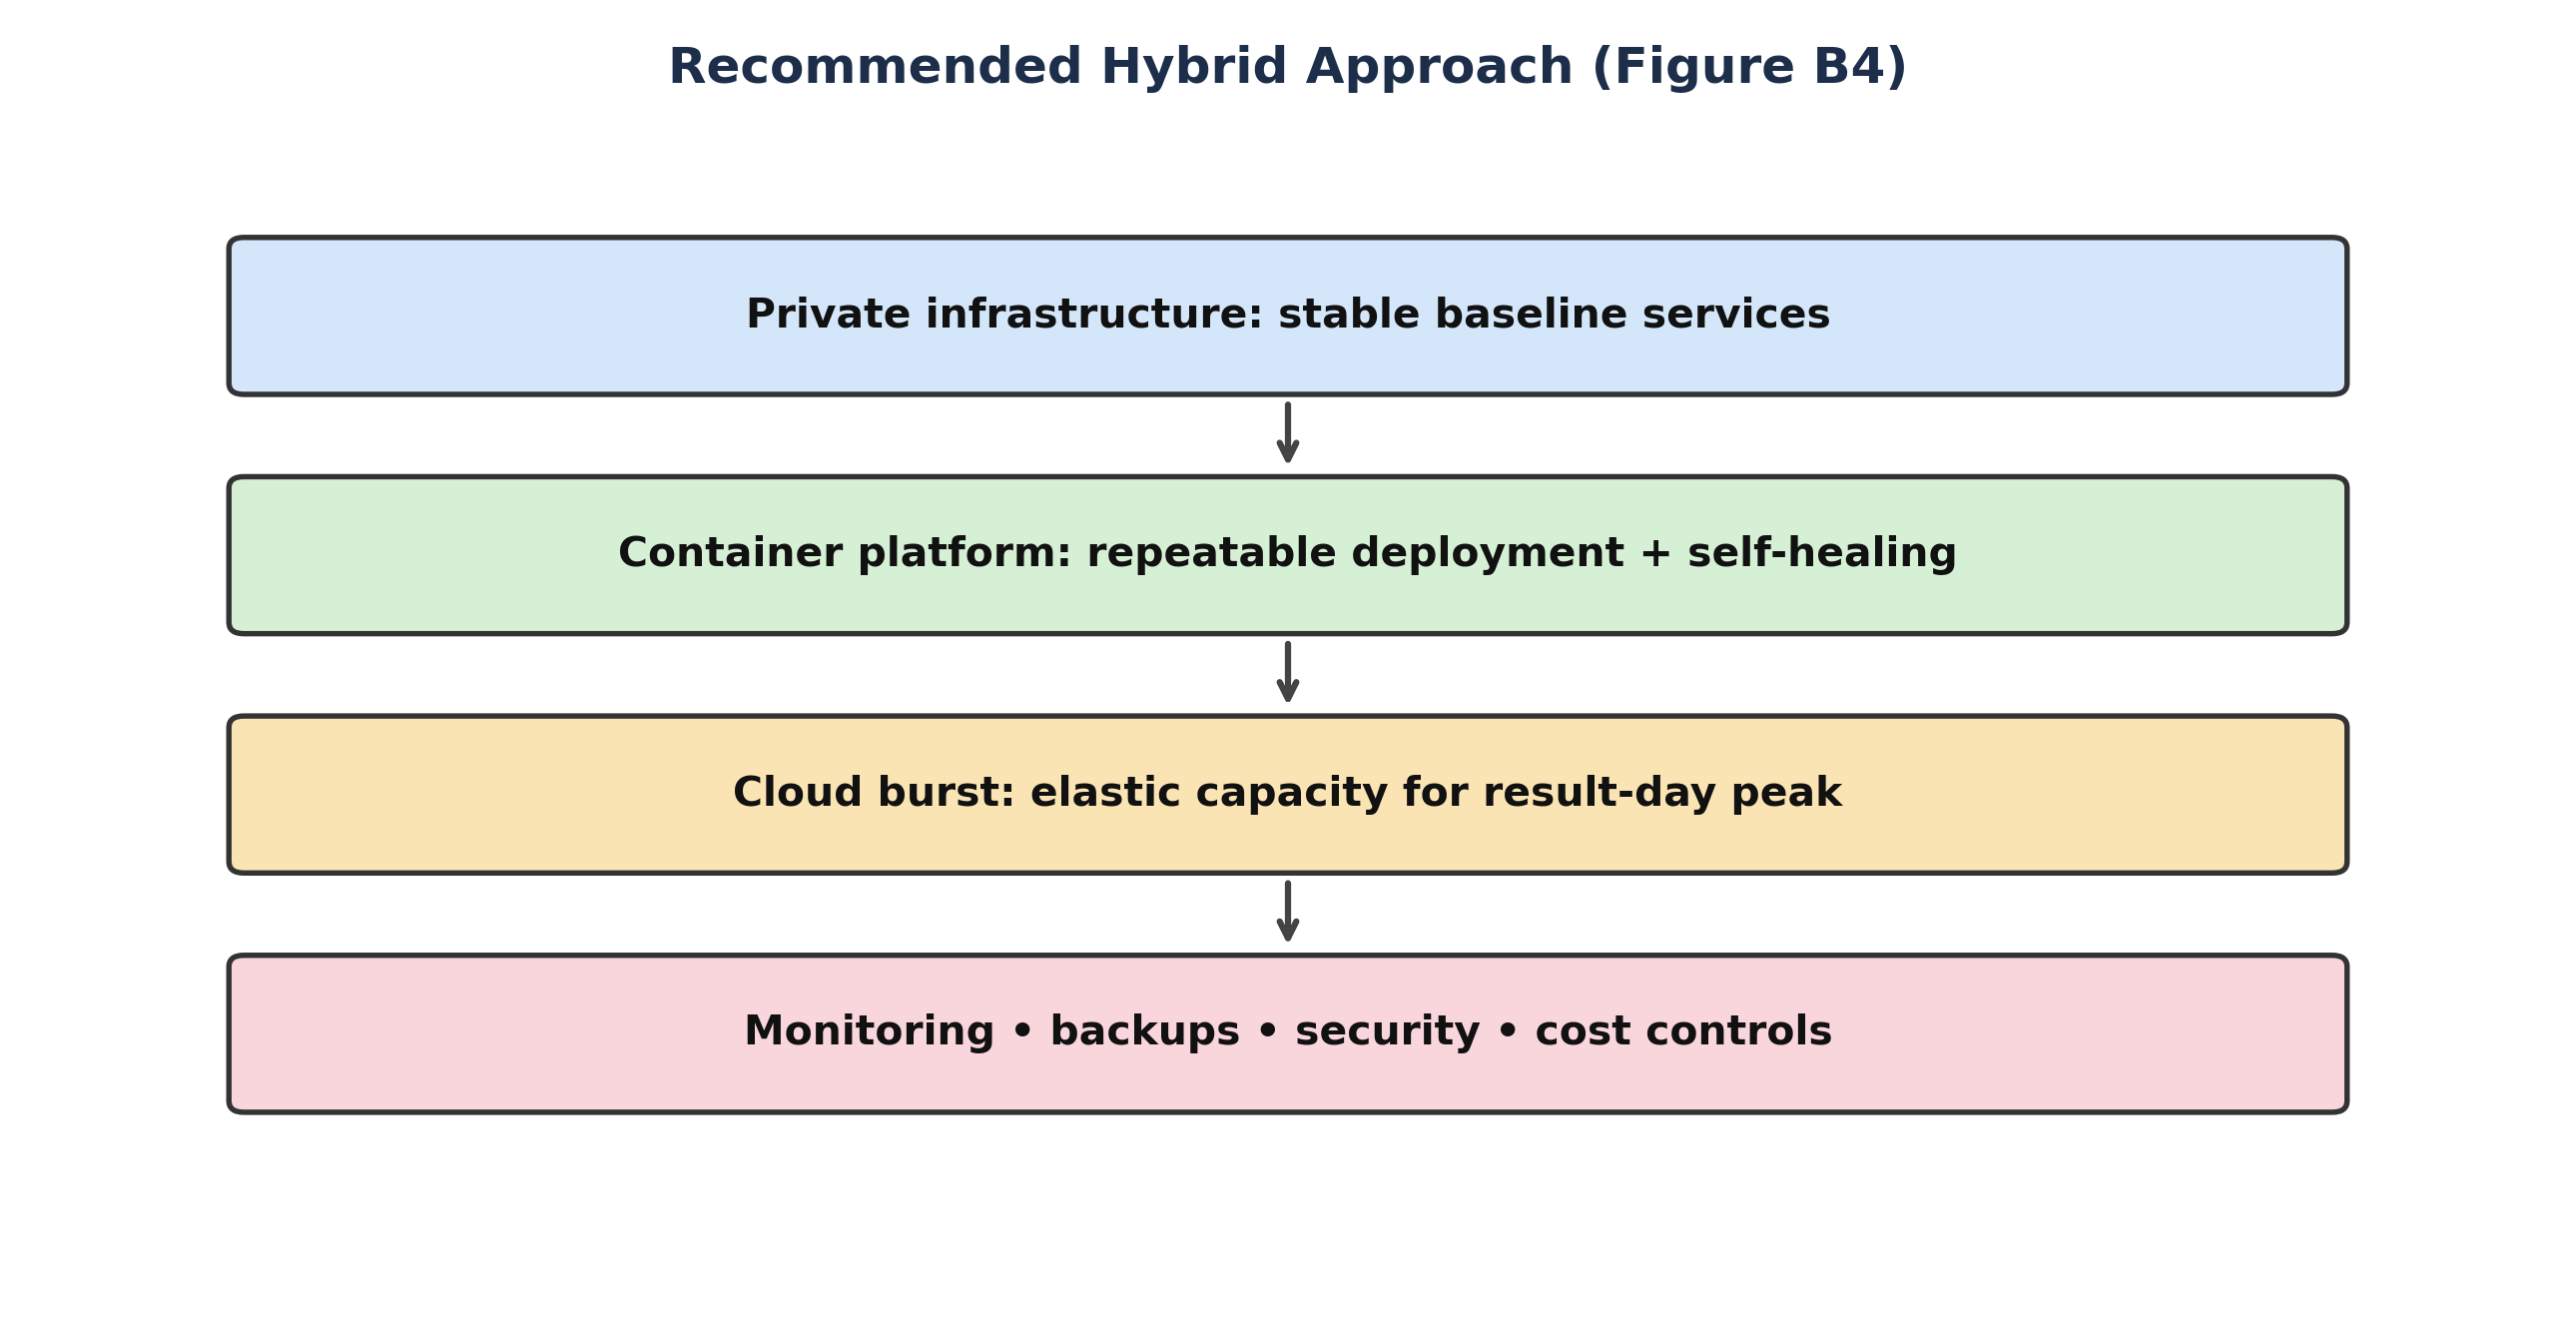 Recommended Hybrid Approach (Figure B4)
Private infrastructure: stable baseline services
Container platform: repeatable deployment + self-healing
Cloud burst: elastic capacity for result-day peak
Monitoring • backups • security • cost controls